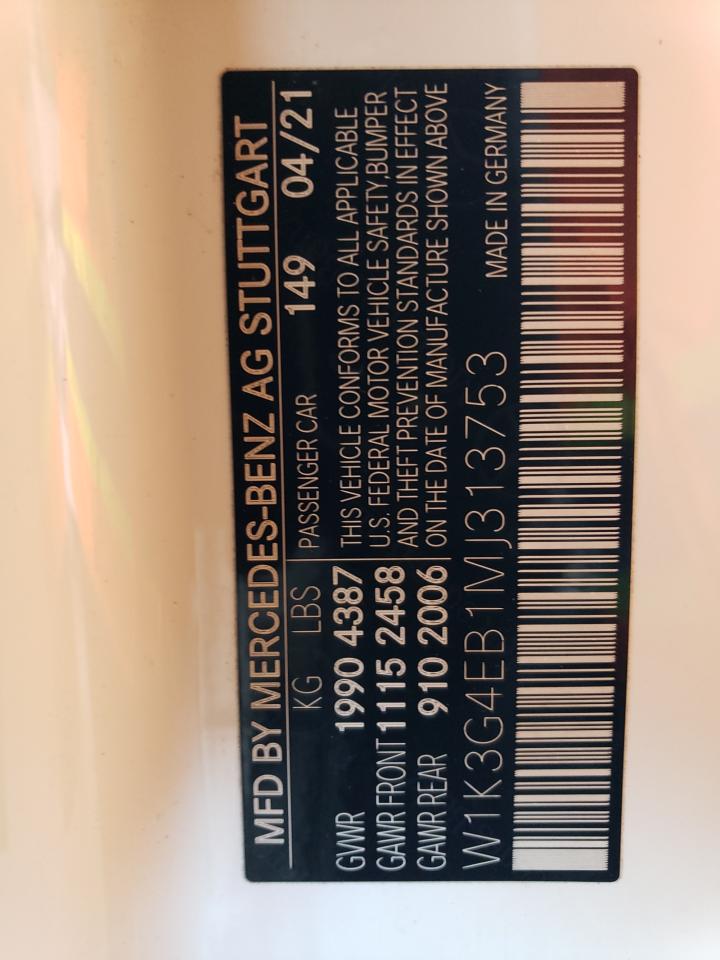 MFD BY MERCEDES-BENZ AG STUTTGART
KG LBS PASSENGER CAR 149 04/21
GVWR 1990 4387
GAWR FRONT 1115 2458
GAWR REAR 910 2006
THIS VEHICLE CONFORMS TO ALL APPLICABLE
U.S. FEDERAL MOTOR VEHICLE SAFETY,BUMPER
AND THEFT PREVENTION STANDARDS IN EFFECT
ON THE DATE OF MANUFACTURE SHOWN ABOVE
W1K3G4EB1MJ313753 MADE IN GERMANY